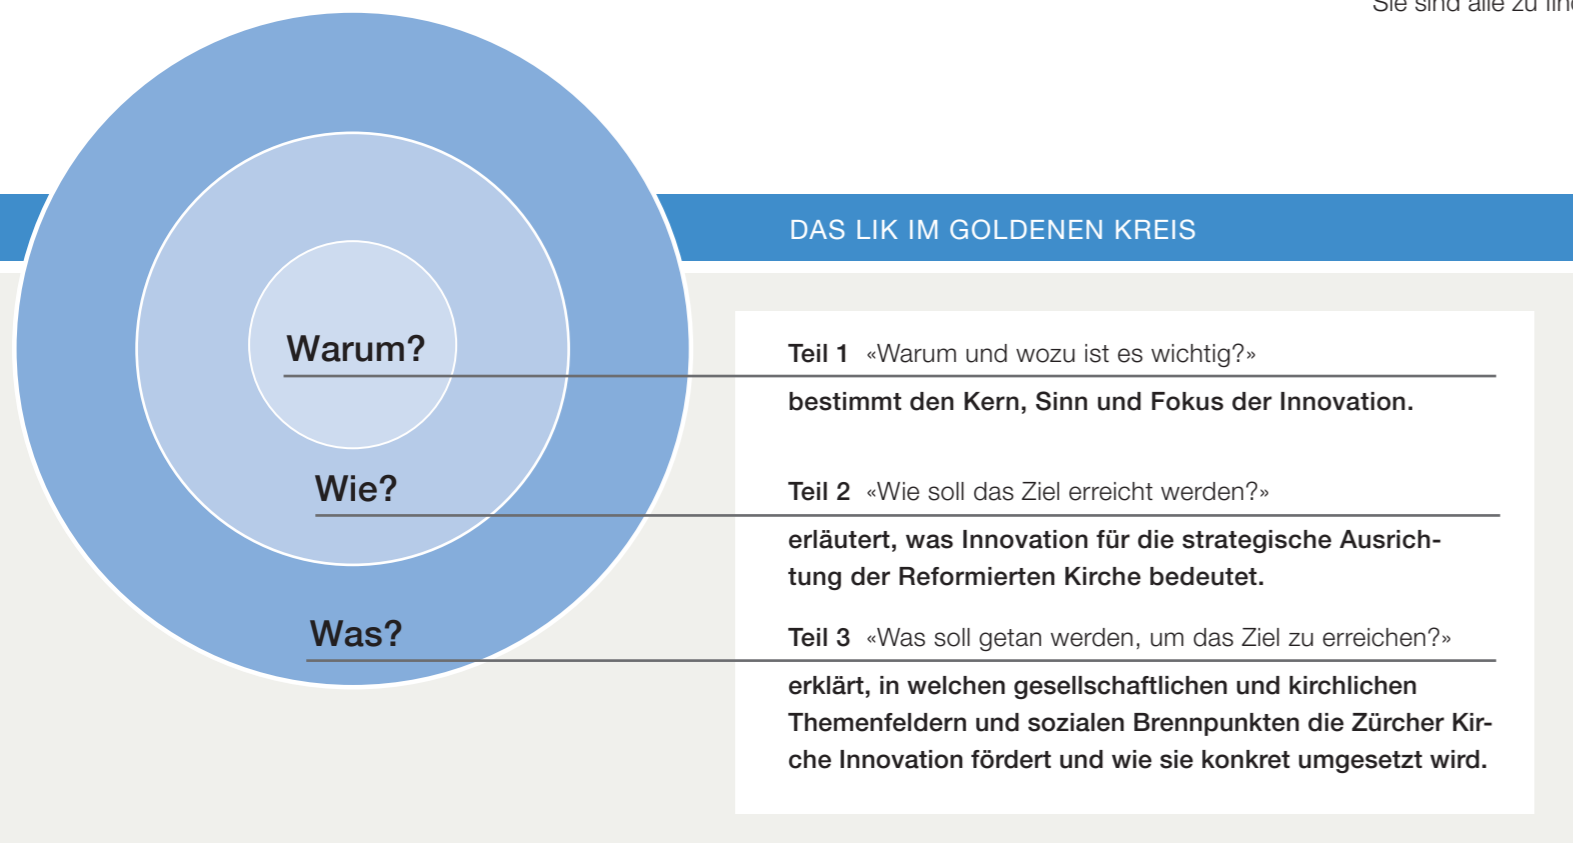 Sie sind alle zu
DAS LIK IM GOLDENEN KREIS
Warum?
Teil 1 «Warum und wozu ist es wichtig?»
bestimmt den Kern, Sinn und Fokus der Innovation.
Wie?
Teil 2 «Wie soll das Ziel erreicht werden?»
erläutert, was Innovation für die strategische Ausrich-
tung der Reformierten Kirche bedeutet.
Was?
Teil 3 «Was soll getan werden, um das Ziel zu erreichen?»
erklärt, in welchen gesellschaftlichen und kirchlichen
Themenfeldern und sozialen Brennpunkten die Zürcher Kir-
che Innovation fördert und wie sie konkret umgesetzt wird.